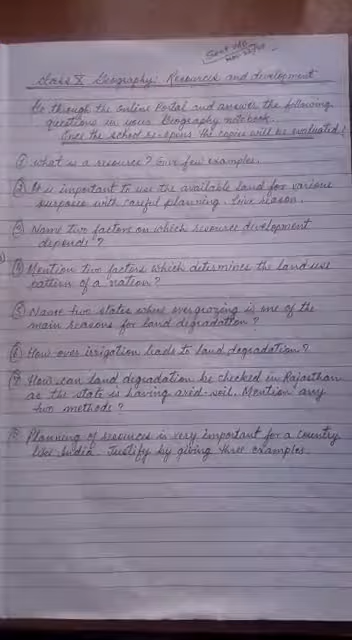 Class X Geography: Resources and development
Go through the Online Portal and answer the following
questions in your Geography notebook.
Once the school re-opens the copies will be evaluated!
① What is a resource? Give few examples.
② It is important to use the available land for various
purposes with careful planning. Give reason.
③ Name two factors on which resource development
depends?
④ Mention two factors which determines the land use
pattern of a nation?
⑤ Name two states where overgrazing is one of the
main reasons for land degradation?
⑥ How over irrigation leads to land degradation?
⑦ How can land degradation be checked in Rajasthan
as the state is having arid-soil. Mention any
two methods?
⑧ Planning of resources is very important for a country
like India. Justify by giving three examples.